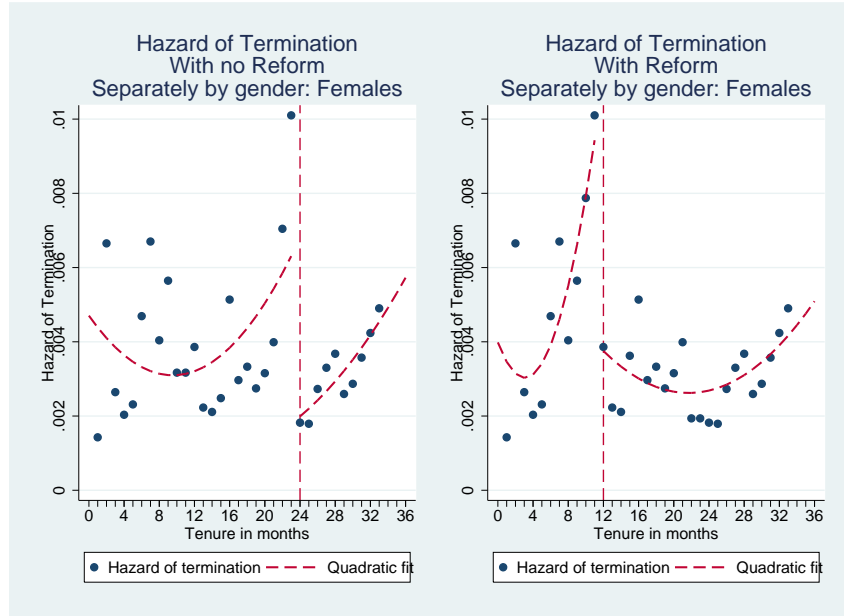 Hazard of Termination
With no Reform
Separately by gender: Females
Hazard of Termination
.01
.008
.006
.004
.002
0
0 4 8 12 16 20 24 28 32 36
Tenure in months
Hazard of termination Quadratic fit
Hazard of Termination
With Reform
Separately by gender: Females
Hazard of Termination
.01
.008
.006
.004
.002
0
0 4 8 12 16 20 24 28 32 36
Tenure in months
Hazard of termination Quadratic fit